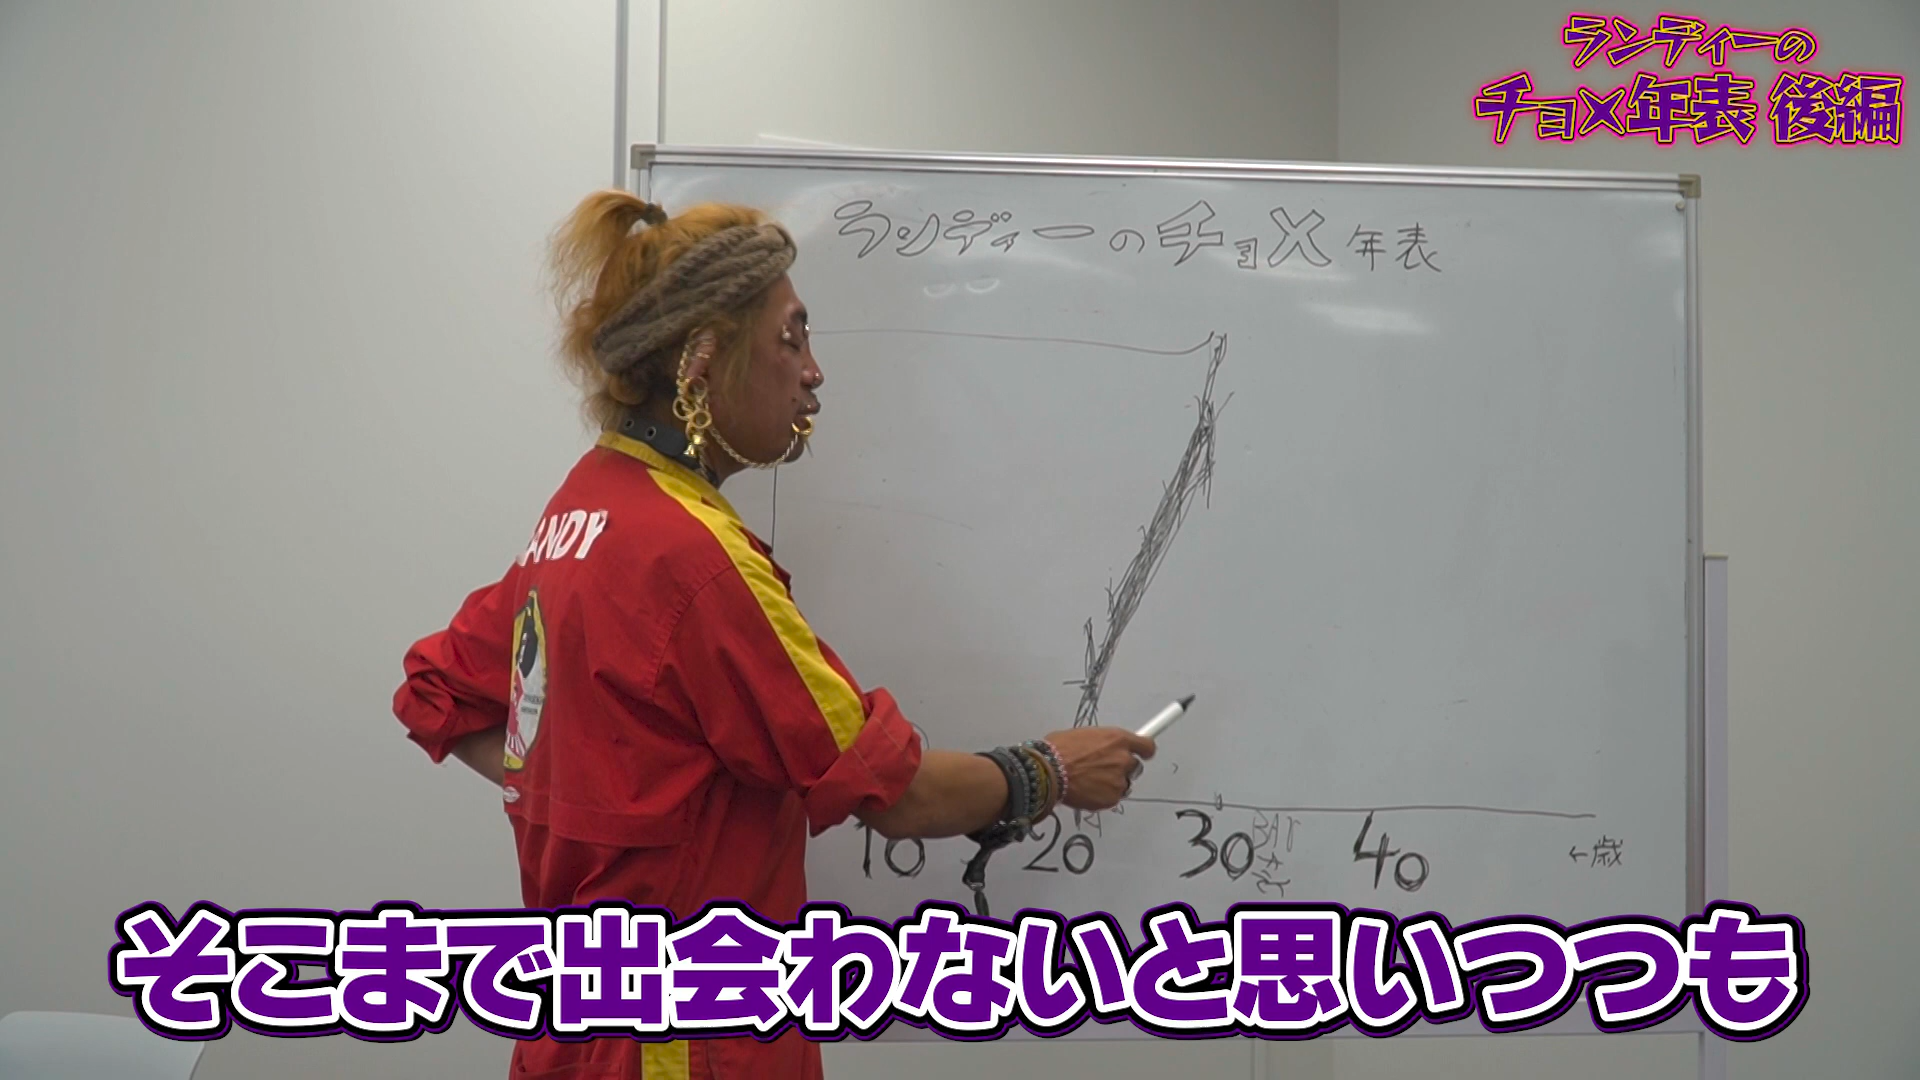 ランディーの
チョメ年表 後編
ランディーのチョメ年表
ANDY
10 20 30 40 ←歳
そこまで出会わないと思いつつも